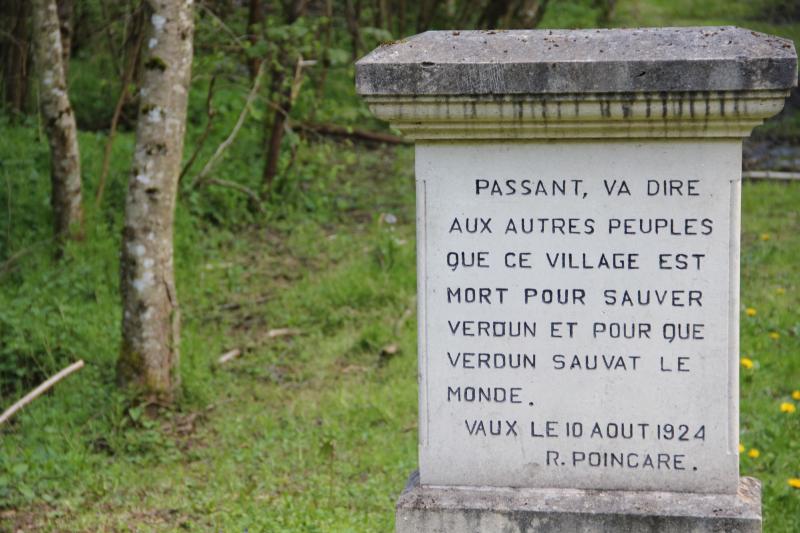 PASSANT, VA DIRE
AUX AUTRES PEUPLES
QUE CE VILLAGE EST
MORT POUR SAUVER
VERDUN ET POUR QUE
VERDUN SAUVAT LE
MONDE.
VAUX LE 10 AOUT 1924
R. POINCARE.